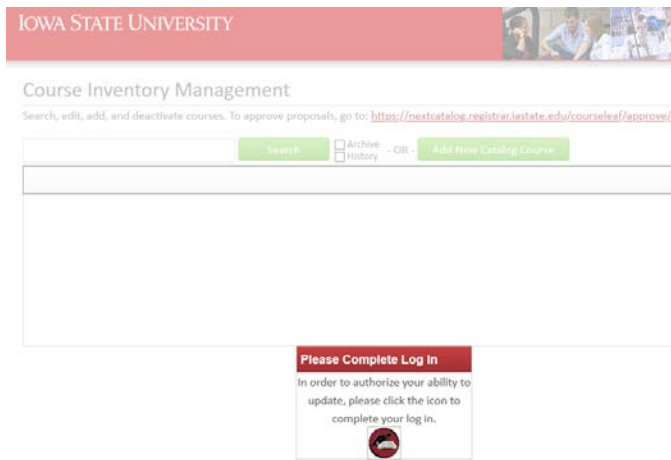 IOWA STATE UNIVERSITY
Course Inventory Management
Search, edit, add, and deactivate courses. To approve proposals, go to: https://nextcatalog.registrar.iastate.edu/courseleaf/approve/
Search Archive - OR - Add New Catalog Course
History
Please Complete Log In
In order to authorize your ability to
update, please click the icon to
complete your log in.